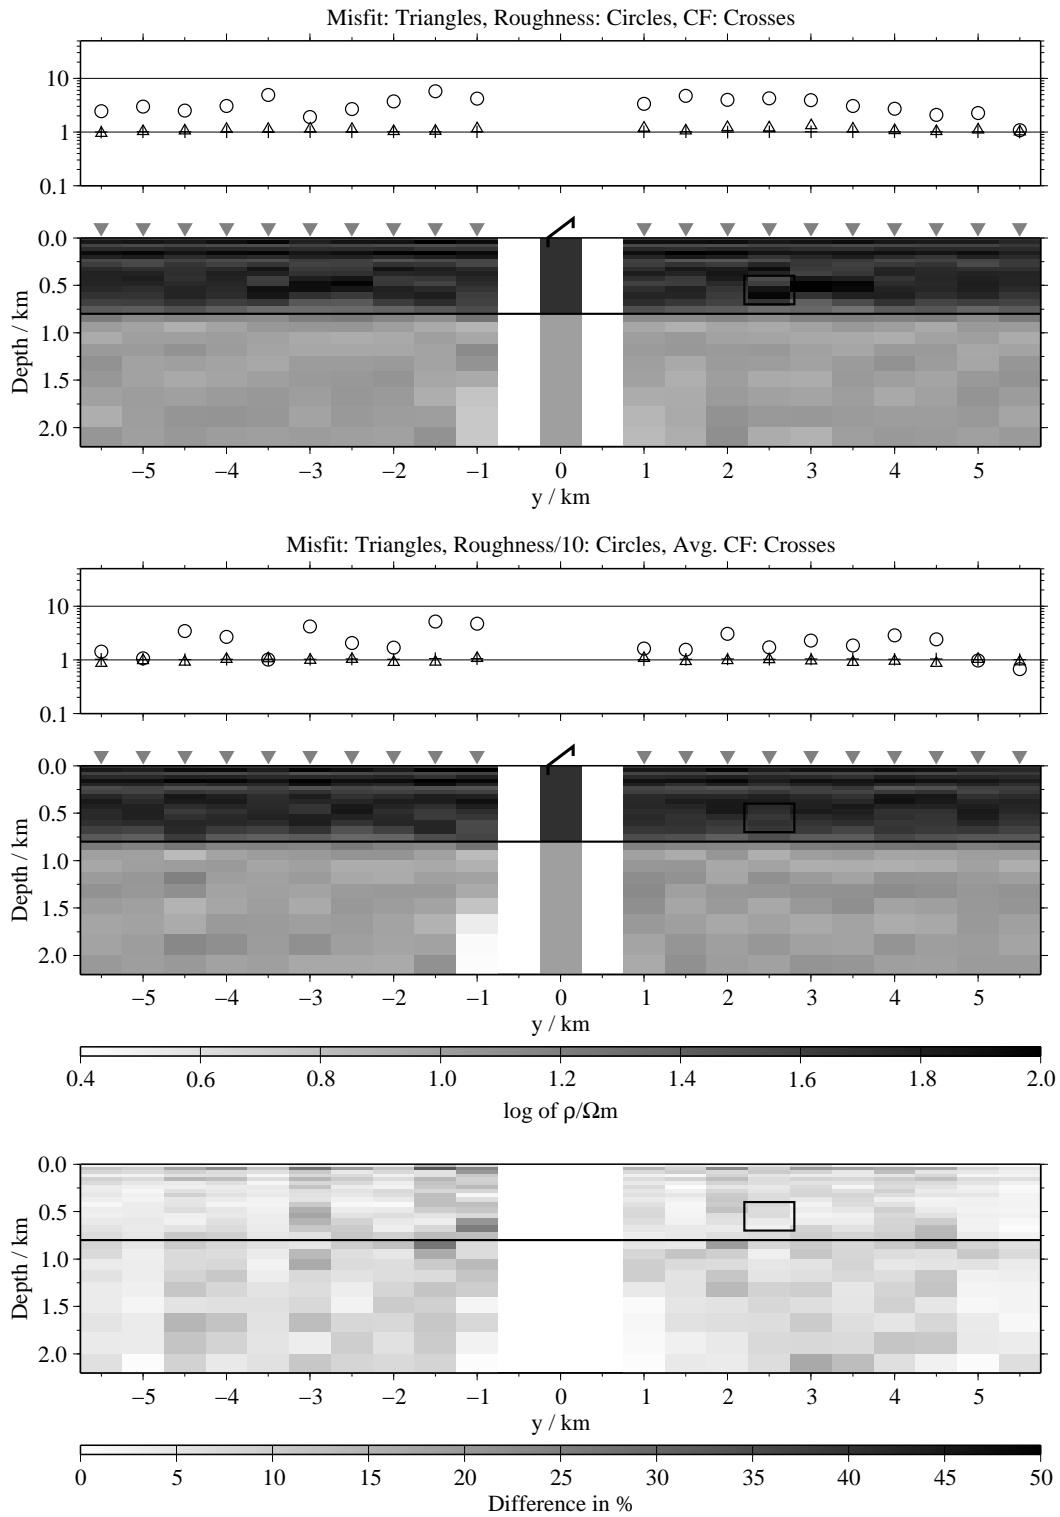 Misfit: Triangles, Roughness: Circles, CF: Crosses
10
1
0.1
0.0
0.5
1.0
1.5
2.0
Depth / km
−5 −4 −3 −2 −1 0 1 2 3 4 5
y / km
Misfit: Triangles, Roughness/10: Circles, Avg. CF: Crosses
10
1
0.1
0.0
0.5
1.0
1.5
2.0
Depth / km
−5 −4 −3 −2 −1 0 1 2 3 4 5
y / km
0.4 0.6 0.8 1.0 1.2 1.4 1.6 1.8 2.0
log of ρ/Ωm
0.0
0.5
1.0
1.5
2.0
Depth / km
−5 −4 −3 −2 −1 0 1 2 3 4 5
y / km
0 5 10 15 20 25 30 35 40 45 50
Difference in %